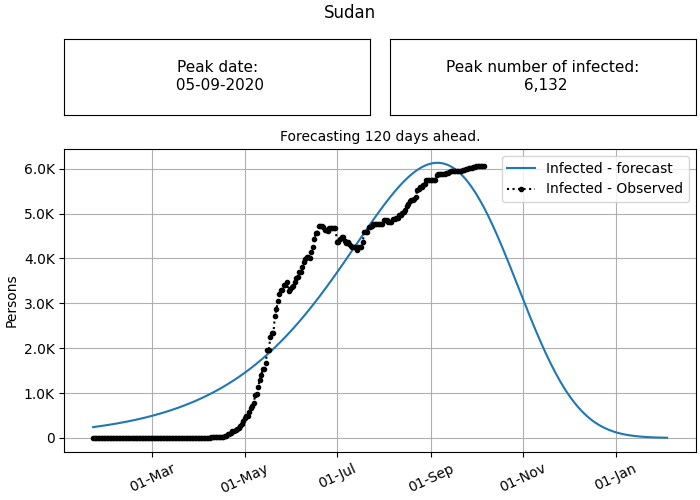 Sudan
Peak date:
05-09-2020
Peak number of infected:
6,132
Forecasting 120 days ahead.
Infected - forecast
Infected - Observed
Persons
6.0K
5.0K
4.0K
3.0K
2.0K
1.0K
0
01-Mar
01-May
01-Jul
01-Sep
01-Nov
01-Jan